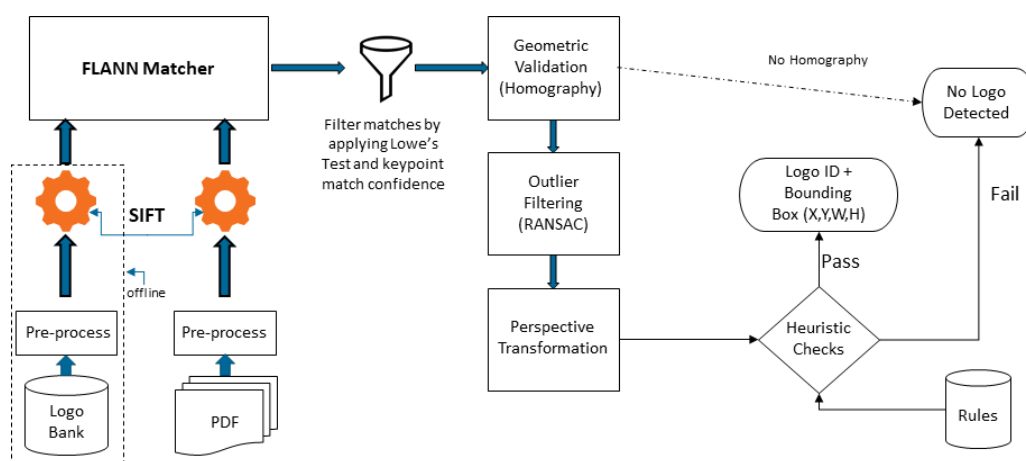 FLANN Matcher
Filter matches by
applying Lowe's
Test and keypoint
match confidence
Geometric
Validation
(Homography)
No Homography
No Logo
Detected
SIFT
Outlier
Filtering
(RANSAC)
Logo ID +
Bounding
Box (X,Y,W,H)
Fail
Pass
offline
Pre-process
Pre-process
Perspective
Transformation
Heuristic
Checks
Logo
Bank
PDF
Rules